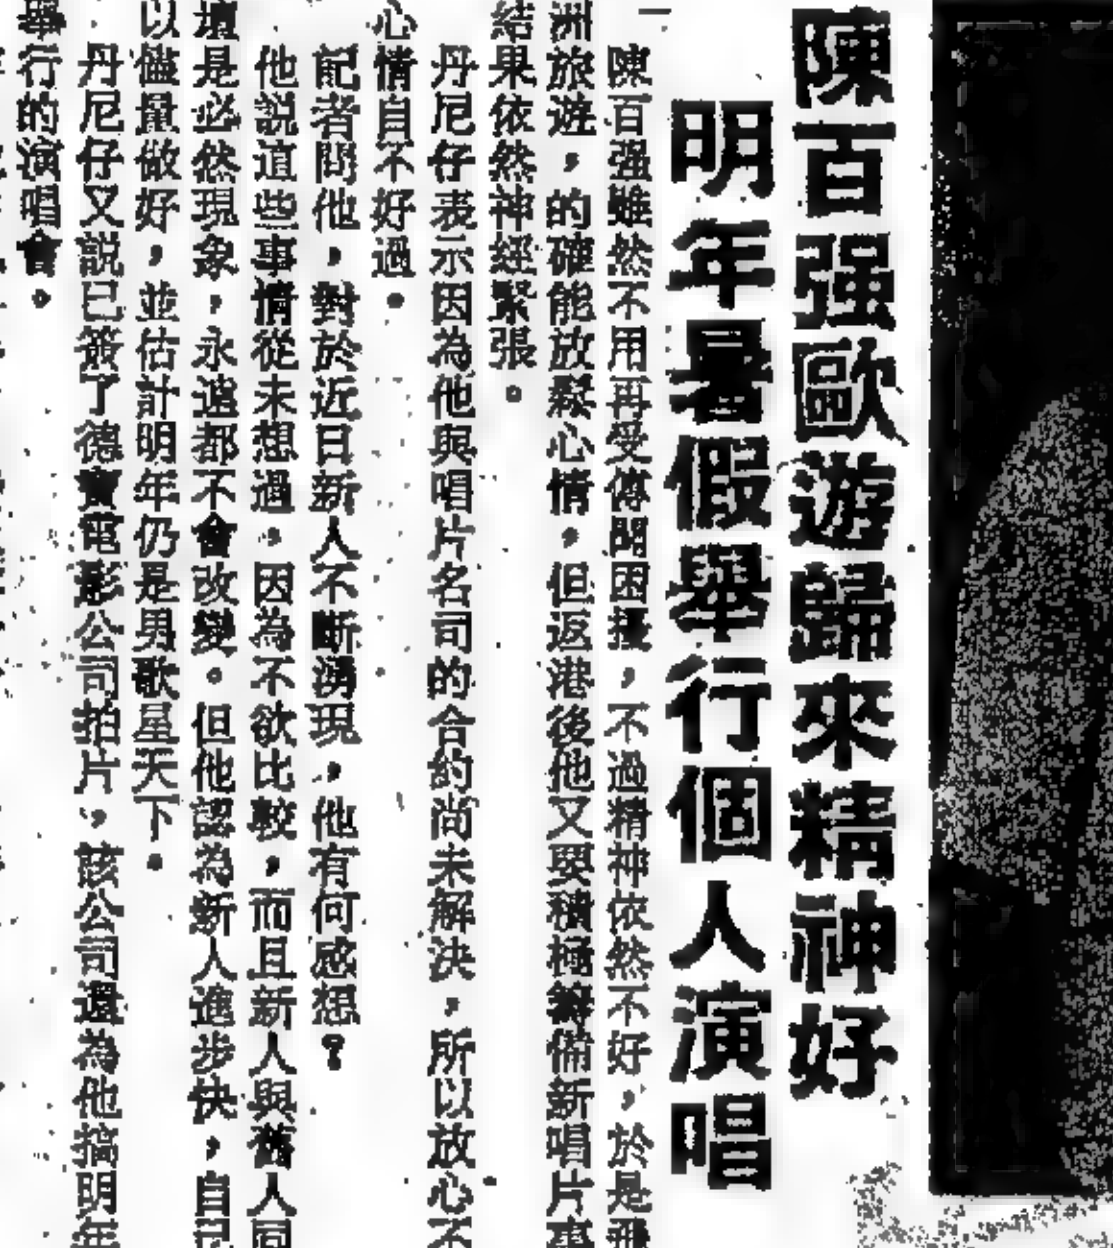 陳百强歐遊歸來精神好
明年暑假舉行個人演唱
陳百强雖然不用再受傳聞困擾，不過精神依然不好，於是飛
洲旅遊，的確能放鬆心情，但返港後他又要積極籌備新唱片事
結果依然神經緊張。
丹尼仔表示因為他與唱片名司的合約尚未解決，所以放心不
心情自不好過。
記者問他，對於近日新人不斷湧現，他有何感想？
他說這些事情從未想過，因為不欲比較，而且新人與舊人同
壇是必然現象，永遠都不會改變。但他認為新人進步快，自己
以儘量做好，並估計明年仍是男歌星天下。
丹尼仔又說已簽了德寶電影公司拍片，該公司還為他搞明年
舉行的演唱會。